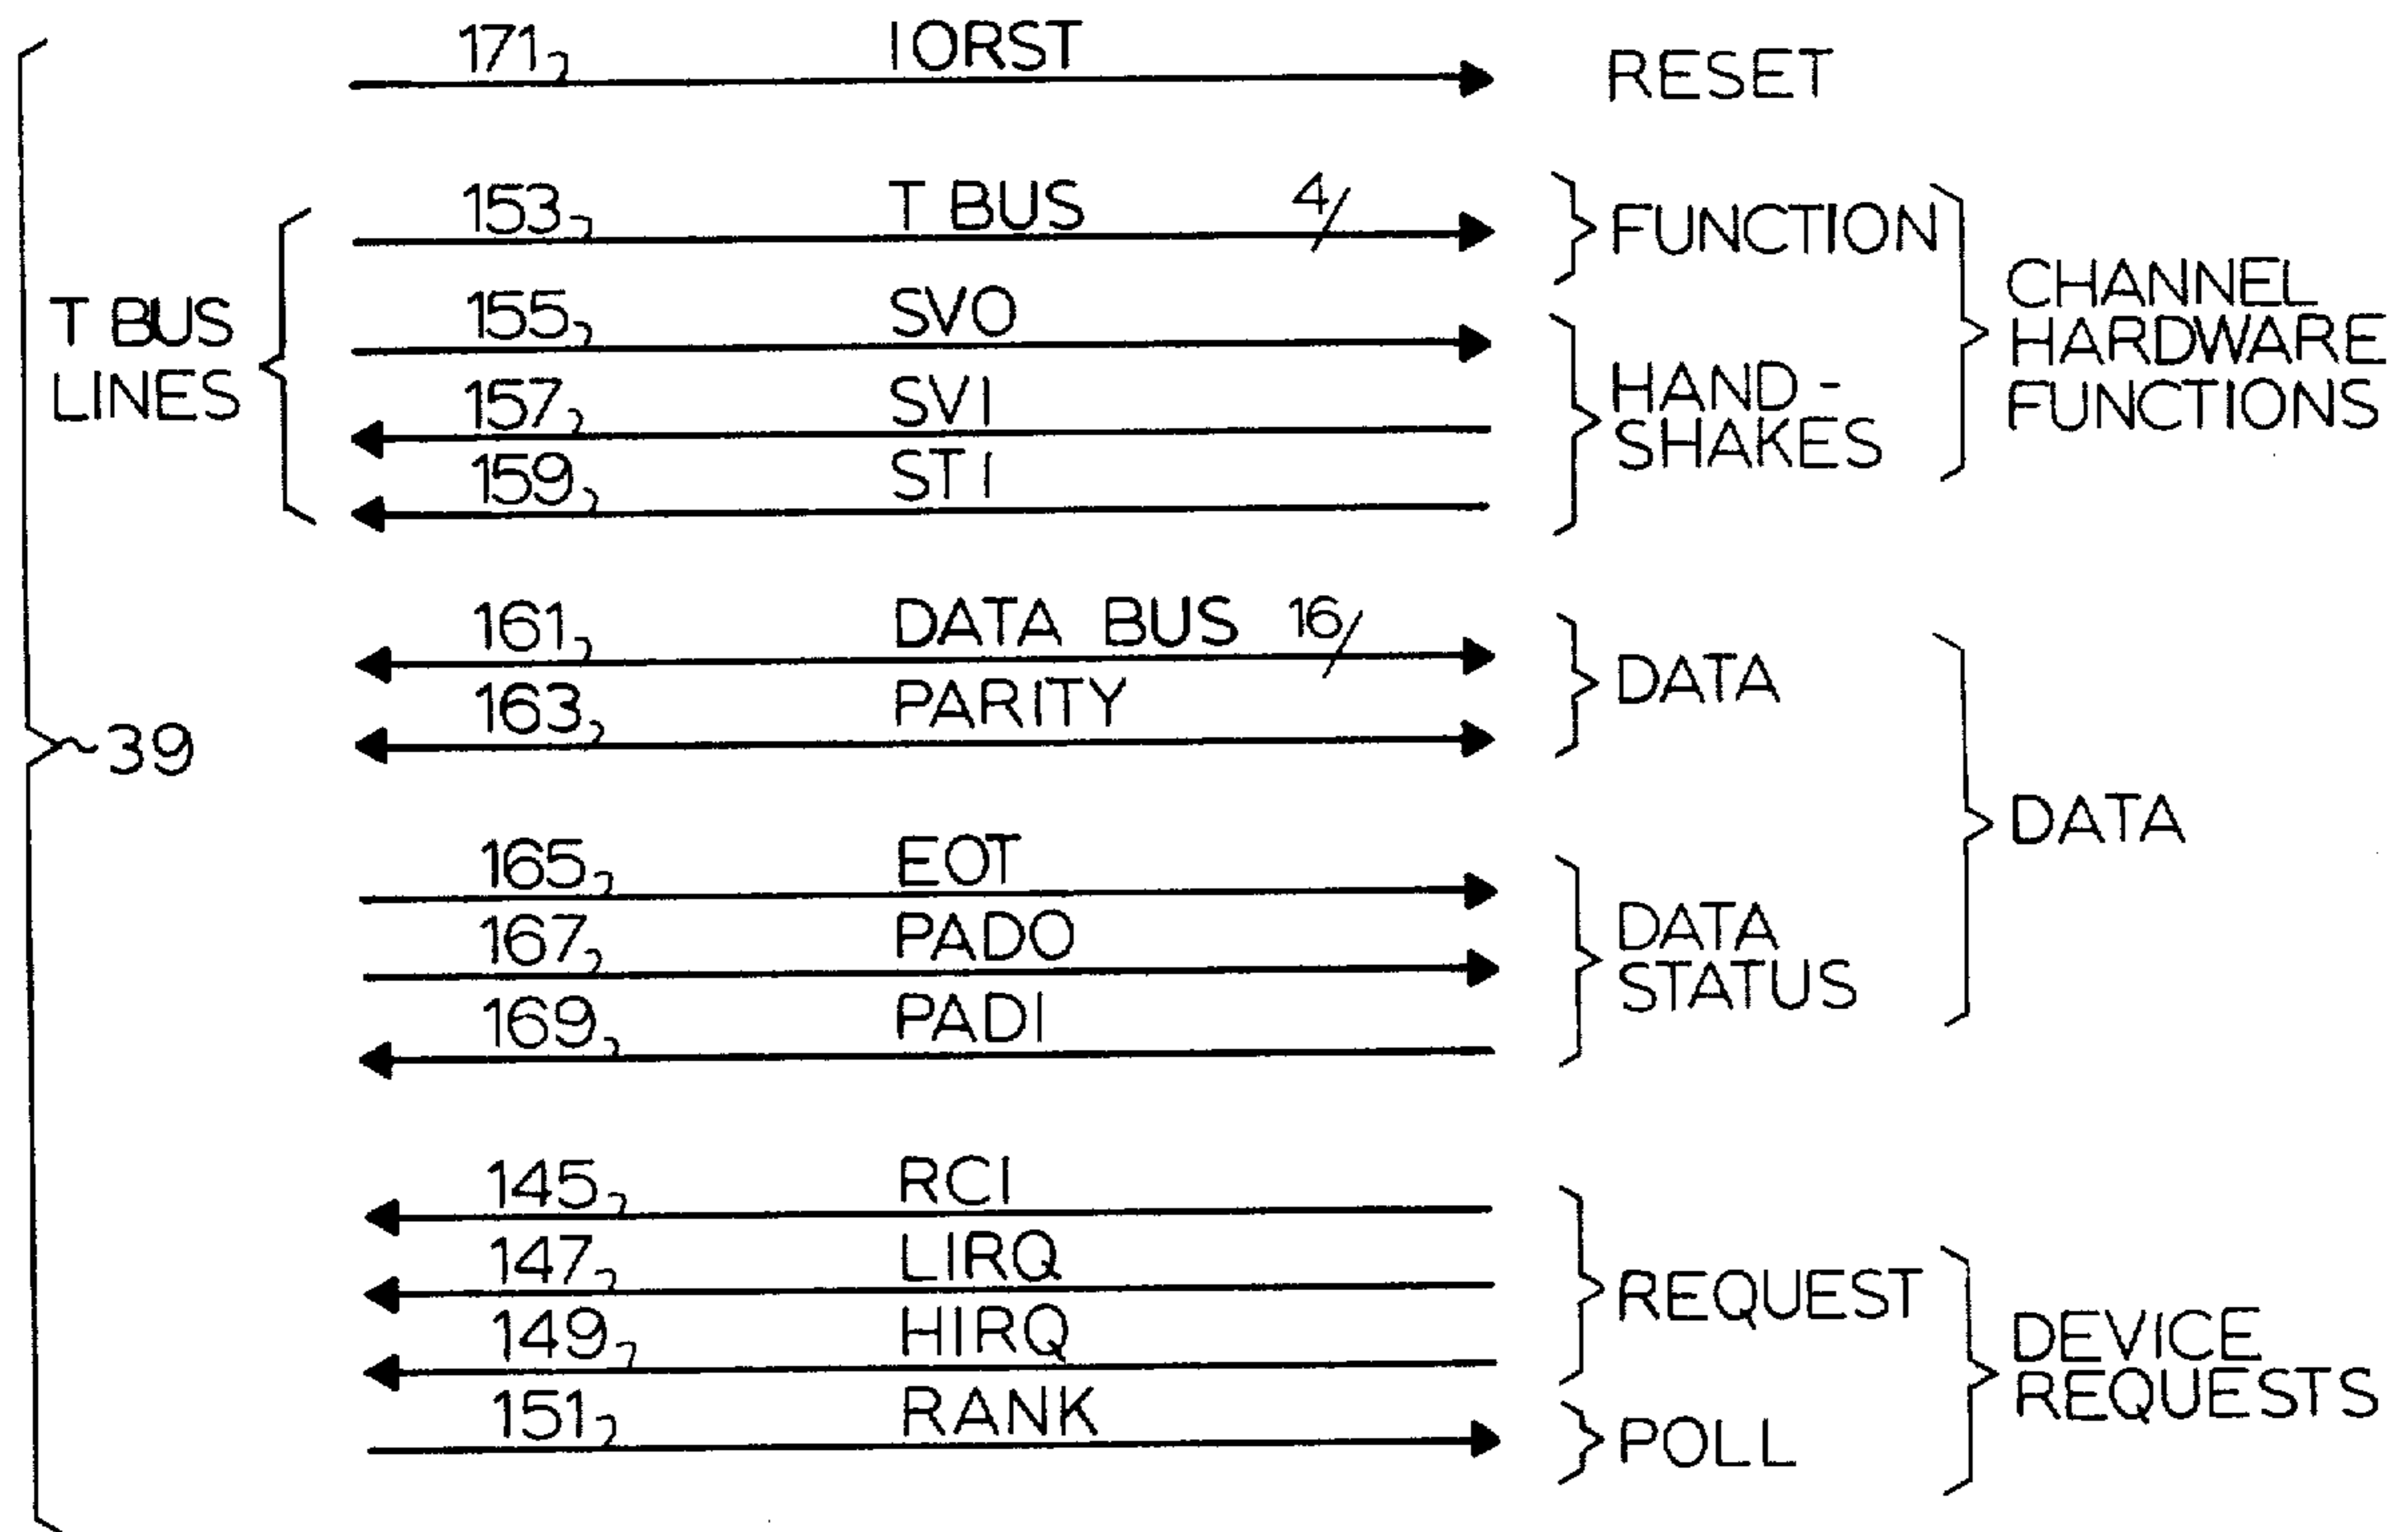 171 IORST RESET
153 T BUS 4 FUNCTION
155 SVO
157 SVI
159 STI
T BUS
LINES
HAND-
SHAKES
CHANNEL
HARDWARE
FUNCTIONS
161 DATA BUS 16
163 PARITY
DATA
39
165 EOT
167 PADO
169 PADI
DATA
STATUS
DATA
145 RCI
147 LIRQ
149 HIRQ
REQUEST
151 RANK POLL
DEVICE
REQUESTS